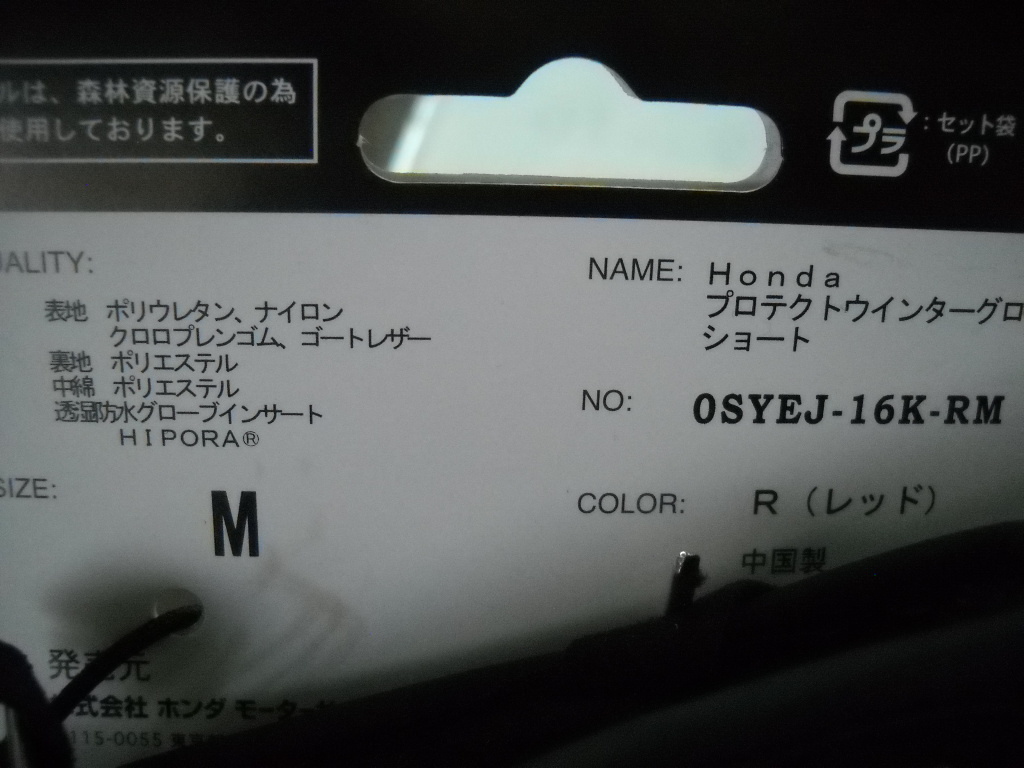 ルは、森林資源保護の為
使用しております。
プラ
:セット袋
(PP)
ALITY:
表地 ポリウレタン、ナイロン
クロロプレンゴム、ゴートレザー
裏地 ポリエステル
中綿 ポリエステル
透湿防水グローブインサート
HIPORA®
SIZE:
M
NAME: Honda
プロテクトウインターグロ
ショート
NO: 0SYEJ-16K-RM
COLOR: R (レッド)
中国製
発売元
式会社 ホンダ モーター
115-0055 東京